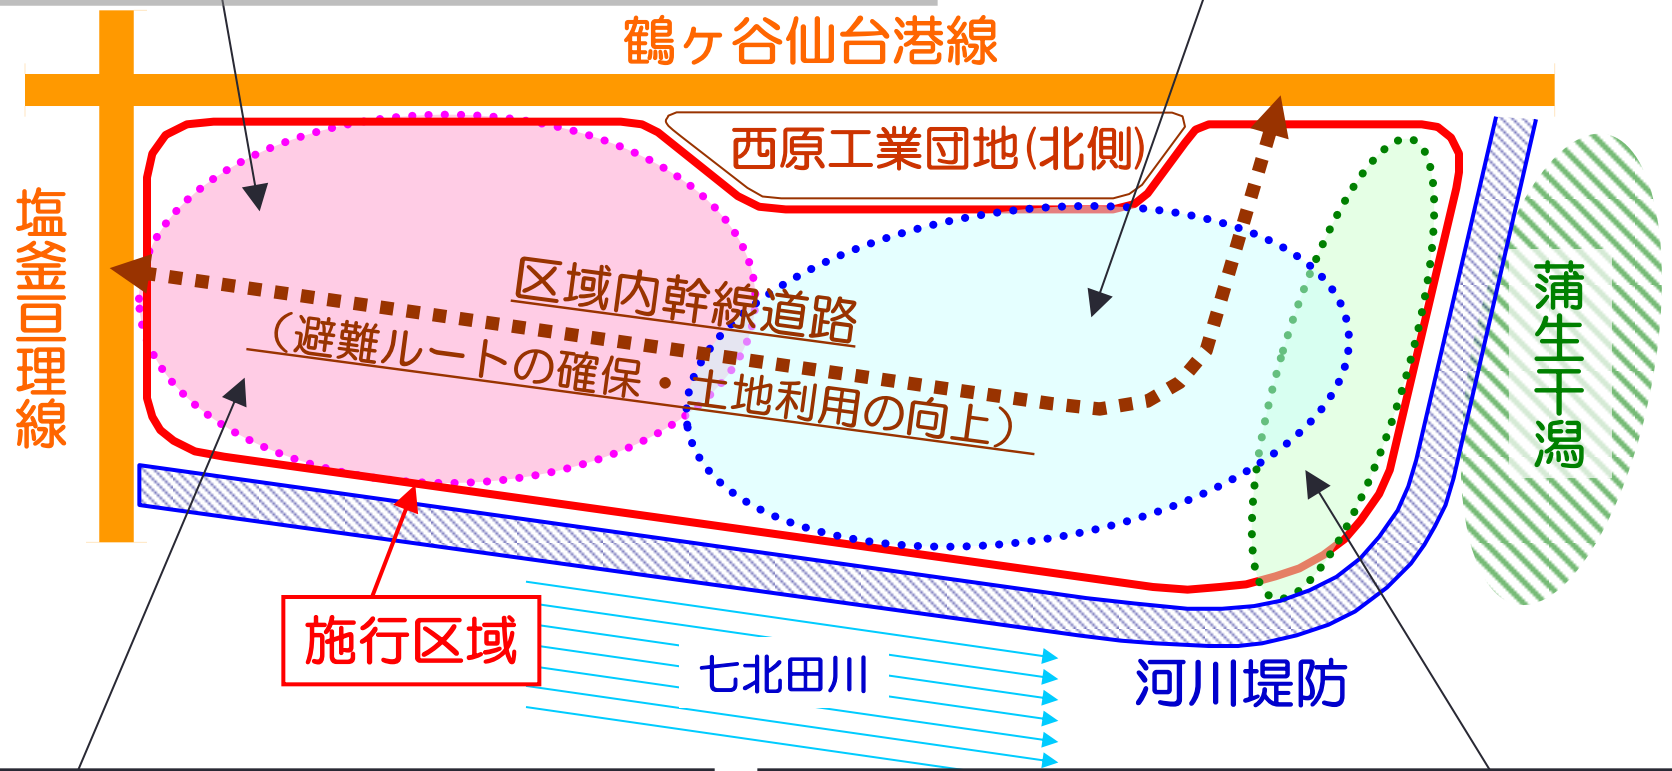 鶴ヶ谷仙台港線
西原工業団地(北側)
塩釜亘理線
区域内幹線道路
（避難ルートの確保・土地利用の向上）
蒲生干潟
施行区域
七北田川
河川堤防